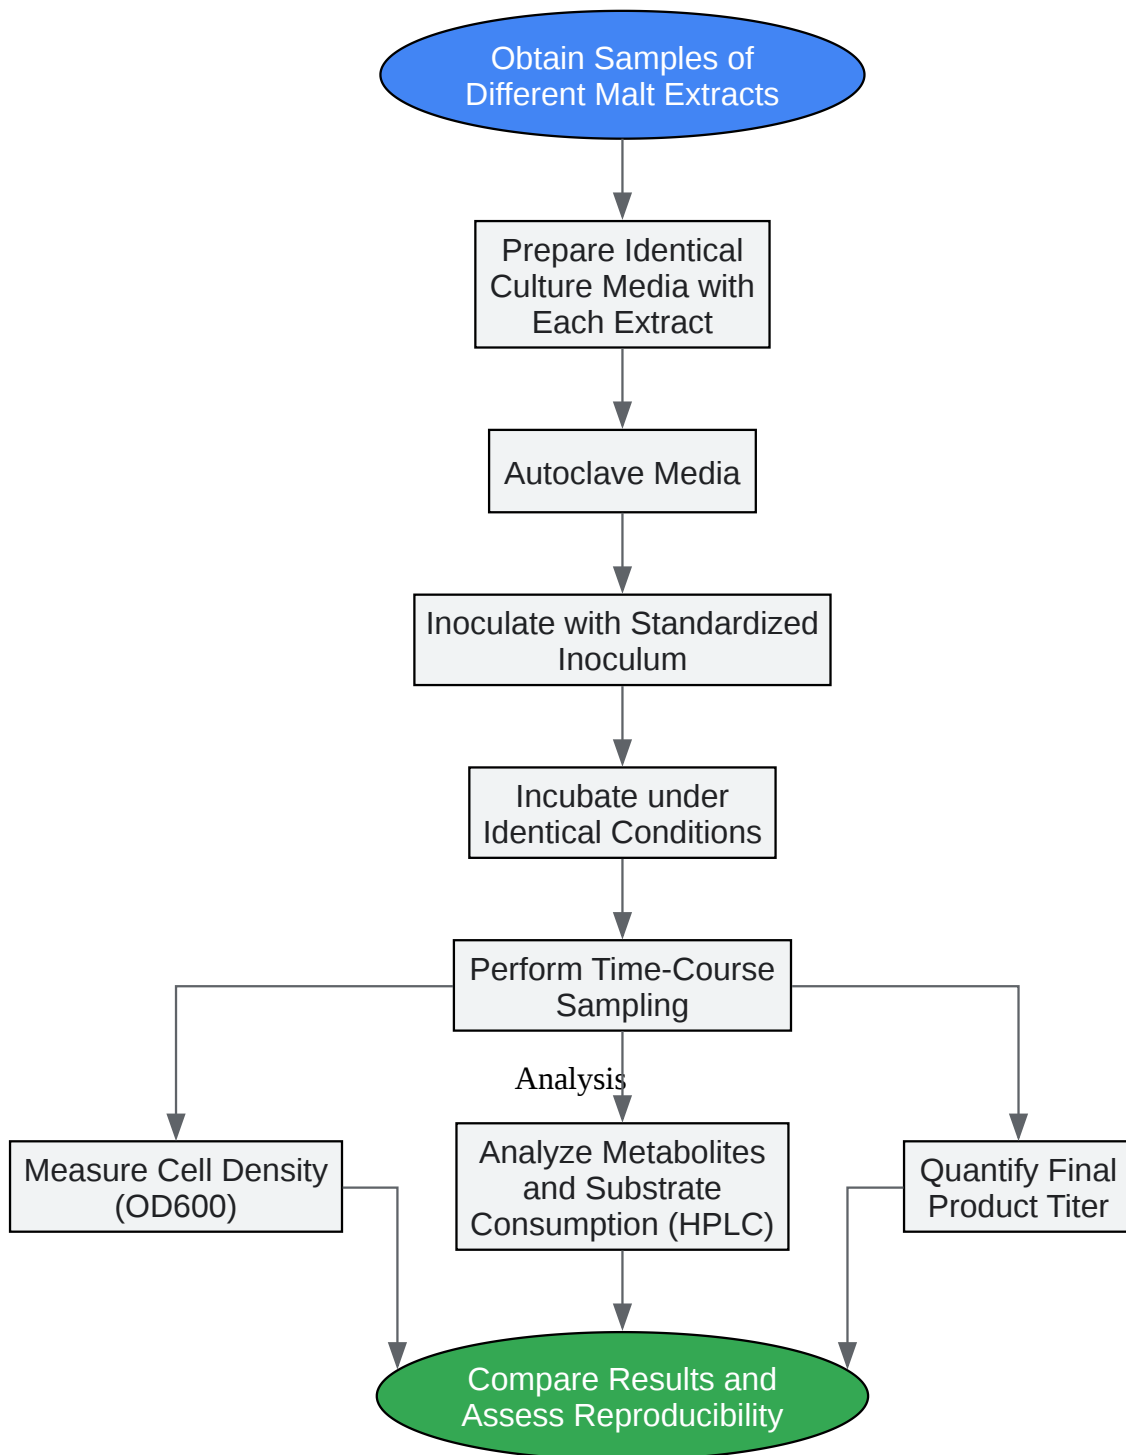 Obtain Samples of
Different Malt Extracts
Prepare Identical
Culture Media with
Each Extract
Autoclave Media
Inoculate with Standardized
Inoculum
Incubate under
Identical Conditions
Perform Time-Course
Sampling
Analysis
Measure Cell Density
(OD600)
Analyze Metabolites
and Substrate
Consumption (HPLC)
Quantify Final
Product Titer
Compare Results and
Assess Reproducibility